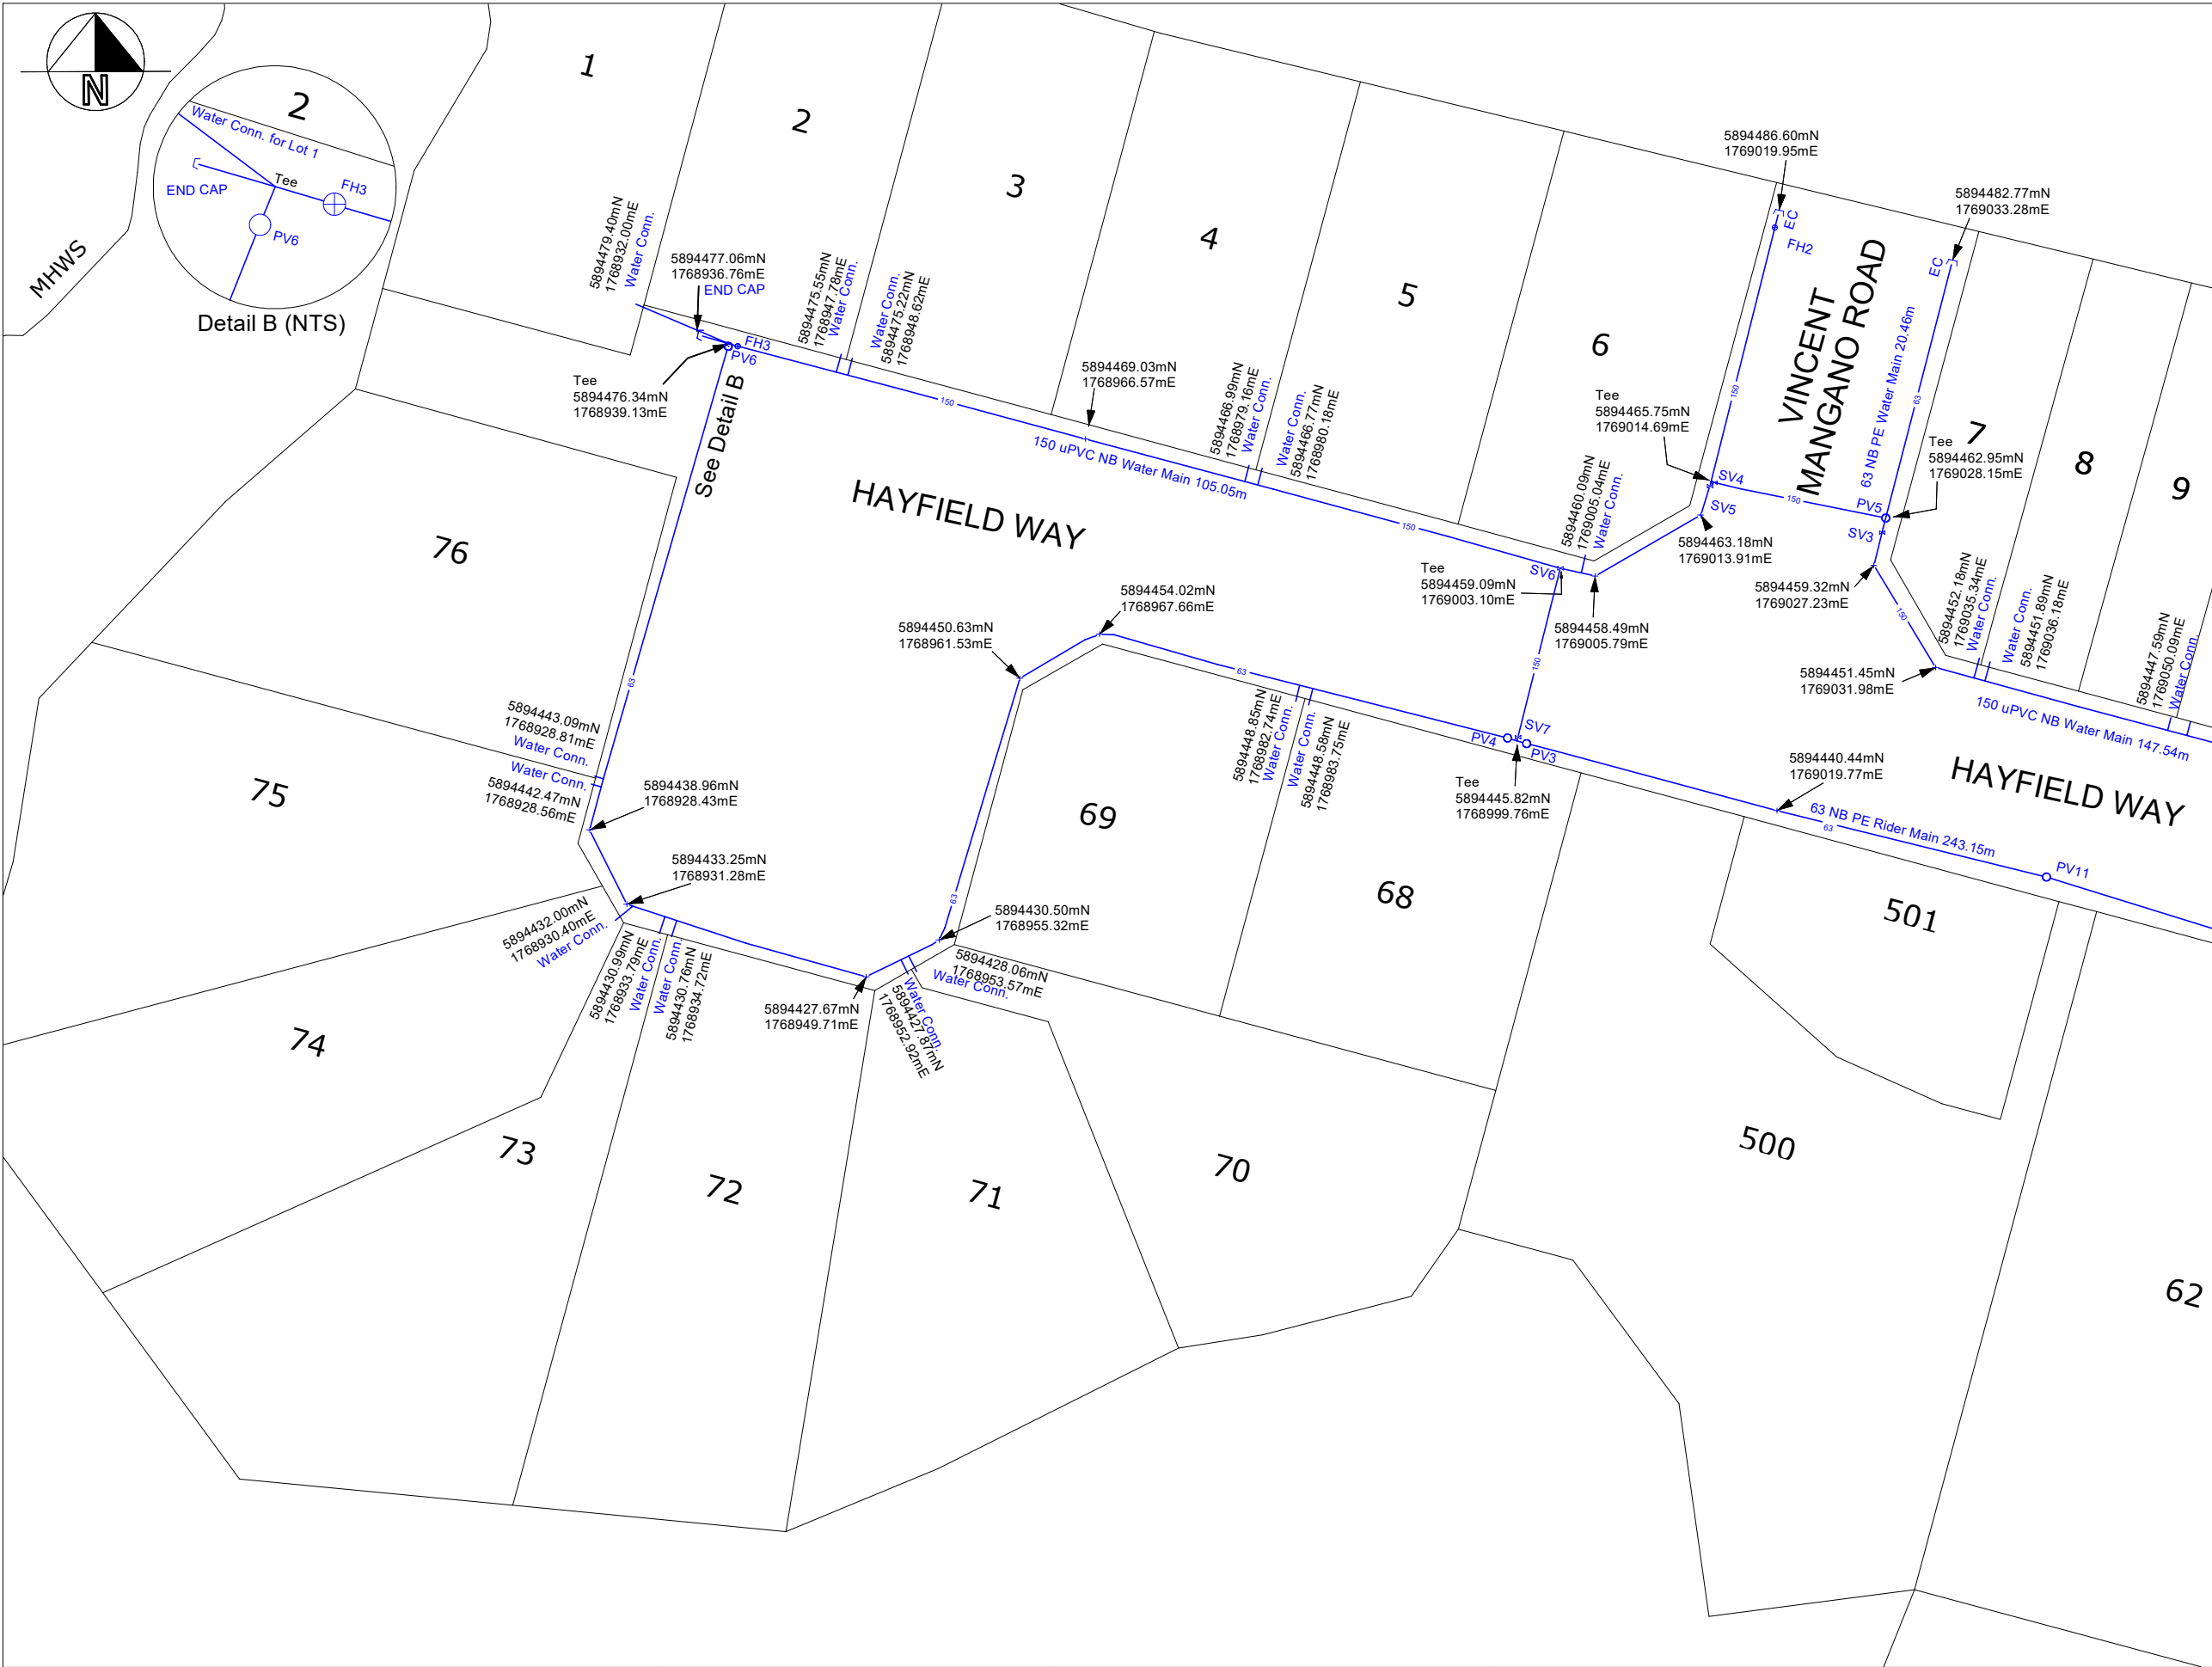 N
MHWS
2
Water Conn. for Lot 1
END CAP
Tee
FH3
PV6
Detail B (NTS)
1
2
3
4
5
6
7
8
9
5894479.40mN
1768932.00mE
Water Conn.
5894477.06mN
1768936.76mE
END CAP
FH3
PV6
Tee
5894476.34mN
1768939.13mE
See Detail B
5894475.55mN
1768947.78mE
Water Conn.
Water Conn.
5894475.22mN
1768948.62mE
150
5894469.03mN
1768966.57mE
150 uPVC NB Water Main 105.05m
5894466.99mN
1768979.16mE
Water Conn.
Water Conn.
5894466.77mN
1768980.18mE
150
HAYFIELD WAY
5894486.60mN
1769019.95mE
EC
FH2
150
VINCENT
MANGANO ROAD
5894482.77mN
1769033.28mE
EC
63 NB PE Water Main 20.46m
63
Tee
5894465.75mN
1769014.69mE
SV4
SV5
150
PV5
SV3
Tee
5894462.95mN
1769028.15mE
5894460.09mN
1769005.04mE
Water Conn.
5894463.18mN
1769013.91mE
SV6
Tee
5894459.09mN
1769003.10mE
5894458.49mN
1769005.79mE
5894459.32mN
1769027.23mE
150
5894451.45mN
1769031.98mE
5894452.18mN
1769035.34mE
Water Conn.
Water Conn.
5894451.89mN
1769036.18mE
5894447.59mN
1769050.09mE
Water Conn.
150 uPVC NB Water Main 147.54m
HAYFIELD WAY
76
63
5894454.02mN
1768967.66mE
5894450.63mN
1768961.53mE
63
150
5894448.85mN
1768982.74mE
Water Conn.
Water Conn.
5894448.58mN
1768983.75mE
PV4
SV7
PV3
Tee
5894445.82mN
1768999.76mE
5894440.44mN
1769019.77mE
63 NB PE Rider Main 243.15m
63
PV11
5894443.09mN
1768928.81mE
Water Conn.
Water Conn.
5894442.47mN
1768928.56mE
75
5894438.96mN
1768928.43mE
5894433.25mN
1768931.28mE
69
68
501
63
5894432.00mN
1768930.40mE
Water Conn.
5894430.99mN
1768933.79mE
Water Conn.
Water Conn.
5894430.76mN
1768934.72mE
5894430.50mN
1768955.32mE
5894428.06mN
1768953.57mE
Water Conn.
5894427.67mN
1768949.71mE
Water Conn.
5894427.87mN
1768952.92mE
74
73
72
71
70
500
62